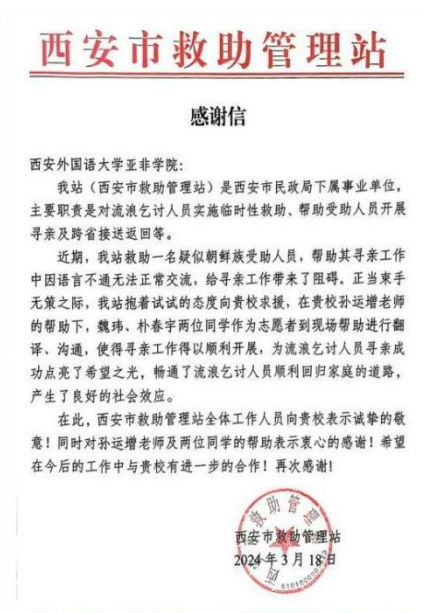 西安市救助管理站
感谢信
西安外国语大学亚非学院：
我站（西安市救助管理站）是西安市民政局下属事业单位，
主要职责是对流浪乞讨人员实施临时性救助、帮助受助人员开展
寻亲及跨省接送返回等。
近期，我站救助一名疑似朝鲜族受助人员，帮助其寻亲工作
中因语言不通无法正常交流，给寻亲工作带来了阻碍。正当束手
无策之际，我站抱着试试的态度向贵校求援，在贵校孙运增老师
的帮助下，魏玮、朴春宇两位同学作为志愿者到现场帮助进行翻
译、沟通，使得寻亲工作得以顺利开展，为流浪乞讨人员寻亲成
功点亮了希望之光，畅通了流浪乞讨人员顺利回归家庭的道路，
产生了良好的社会效应。
在此，西安市救助管理站全体工作人员向贵校表示诚挚的敬
意！同时对孙运增老师及两位同学的帮助表示衷心的感谢！希望
在今后的工作中与贵校有进一步的合作！再次感谢！
西安市救助管理站
2024年3月18日